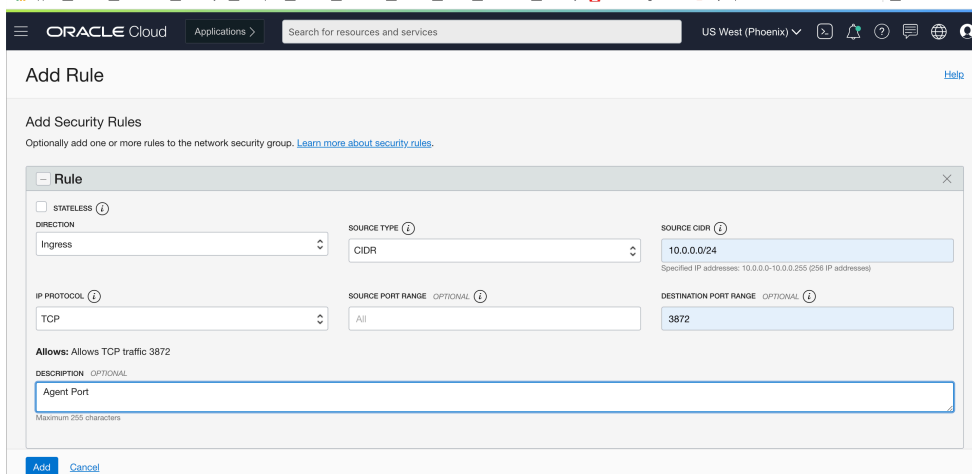 ORACLE Cloud
Applications >
Search for resources and services
US West (Phoenix)
Add Rule
Help
Add Security Rules
Optionally add one or more rules to the network security group. Learn more about security rules.
Rule
STATELESS
DIRECTION
SOURCE TYPE
SOURCE CIDR
Ingress
CIDR
10.0.0.0/24
Specified IP addresses: 10.0.0.0-10.0.0.255 (256 IP addresses)
IP PROTOCOL
SOURCE PORT RANGE OPTIONAL
DESTINATION PORT RANGE OPTIONAL
TCP
All
3872
Allows: Allows TCP traffic 3872
DESCRIPTION OPTIONAL
Agent Port
Maximum 255 characters
Add
Cancel